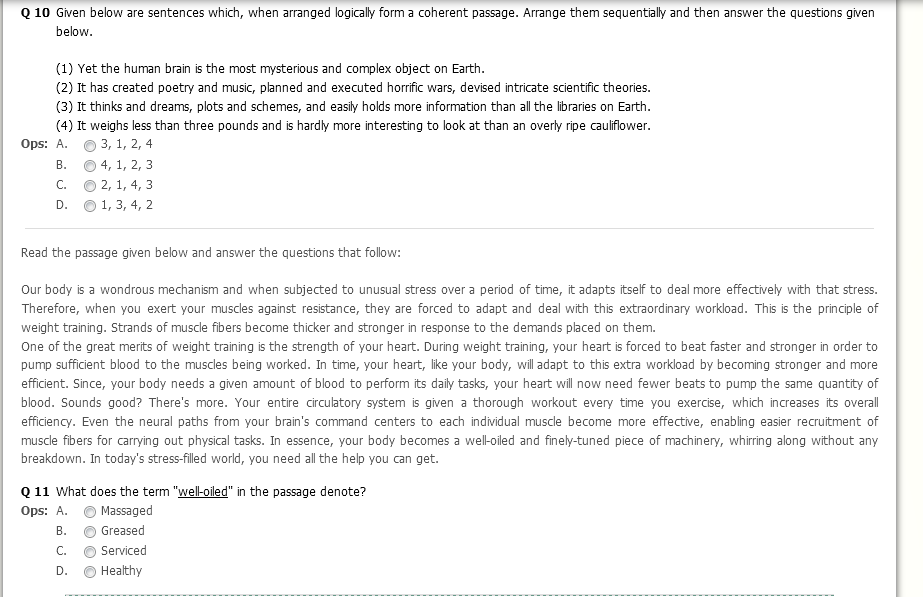 Q 10 Given below are sentences which, when arranged logically form a coherent passage. Arrange them sequentially and then answer the questions given
below.
(1) Yet the human brain is the most mysterious and complex object on Earth.
(2) It has created poetry and music, planned and executed horrific wars, devised intricate scientific theories.
(3) It thinks and dreams, plots and schemes, and easily holds more information than all the libraries on Earth.
(4) It weighs less than three pounds and is hardly more interesting to look at than an overly ripe cauliflower.
Ops: A. 3, 1, 2, 4
B. 4, 1, 2, 3
C. 2, 1, 4, 3
D. 1, 3, 4, 2
Read the passage given below and answer the questions that follow:
Our body is a wondrous mechanism and when subjected to unusual stress over a period of time, it adapts itself to deal more effectively with that stress.
Therefore, when you exert your muscles against resistance, they are forced to adapt and deal with this extraordinary workload. This is the principle of
weight training. Strands of muscle fibers become thicker and stronger in response to the demands placed on them.
One of the great merits of weight training is the strength of your heart. During weight training, your heart is forced to beat faster and stronger in order to
pump sufficient blood to the muscles being worked. In time, your heart, like your body, will adapt to this extra workload by becoming stronger and more
efficient. Since, your body needs a given amount of blood to perform its daily tasks, your heart will now need fewer beats to pump the same quantity of
blood. Sounds good? There's more. Your entire circulatory system is given a thorough workout every time you exercise, which increases its overall
efficiency. Even the neural paths from your brain's command centers to each individual muscle become more effective, enabling easier recruitment of
muscle fibers for carrying out physical tasks. In essence, your body becomes a well-oiled and finely-tuned piece of machinery, whirring along without any
breakdown. In today's stress-filled world, you need all the help you can get.
Q 11 What does the term "well-oiled" in the passage denote?
Ops: A. Massaged
B. Greased
C. Serviced
D. Healthy